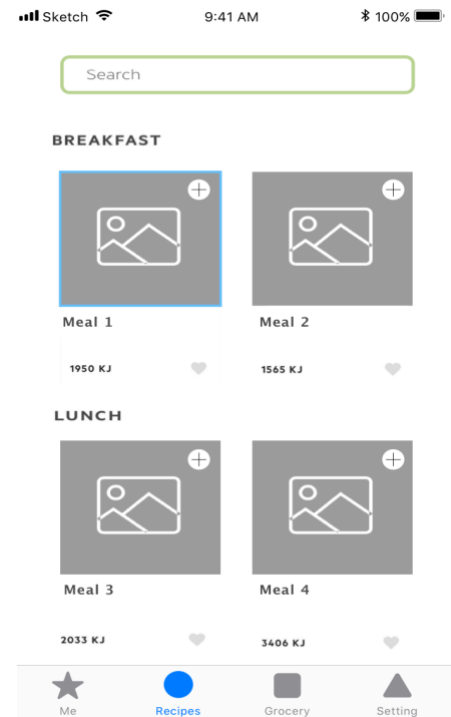 Sketch 9:41 AM 100%
Search
BREAKFAST
Meal 1 Meal 2
1950 KJ 1565 KJ
LUNCH
Meal 3 Meal 4
2033 KJ 3406 KJ
Me Recipes Grocery Setting